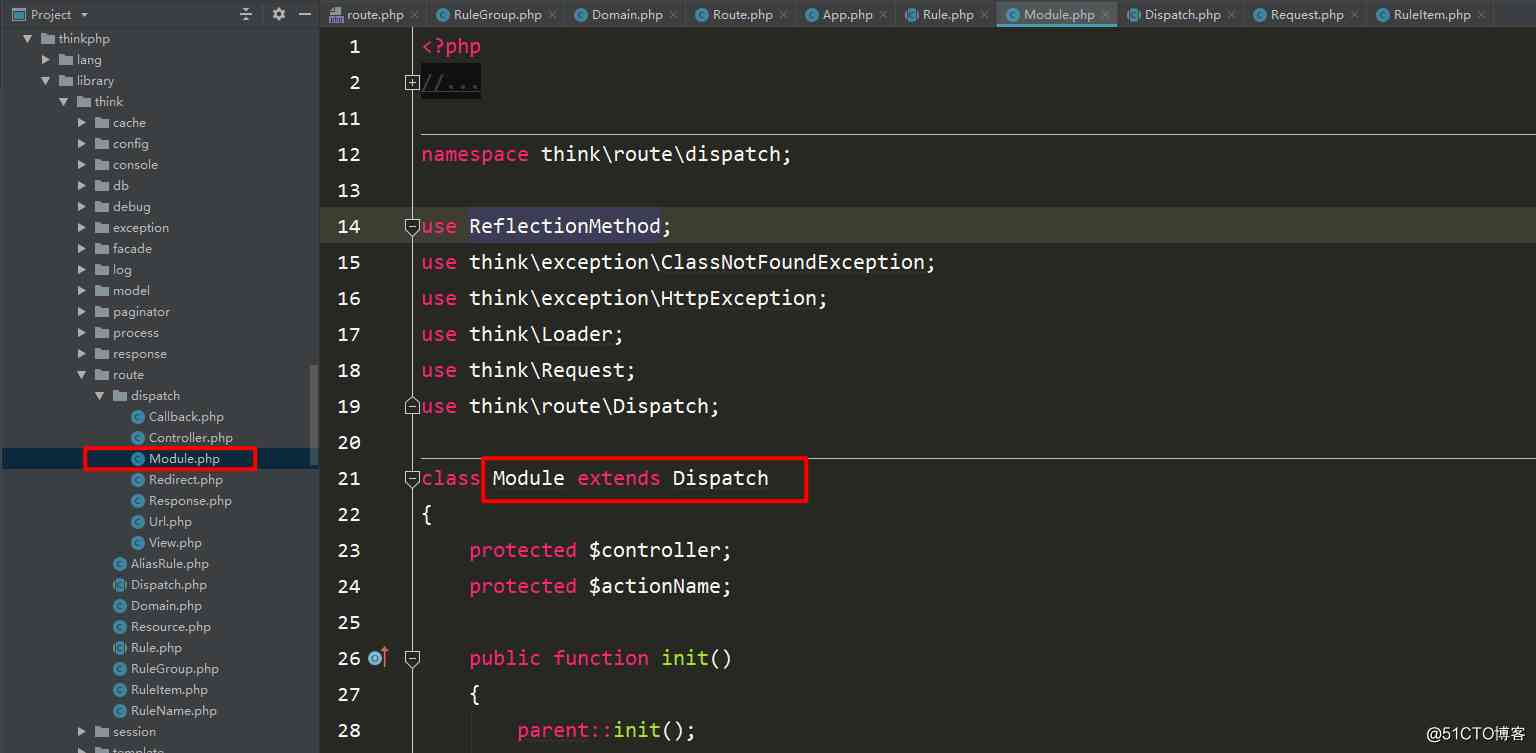 Project
route.php
RuleGroup.php
Domain.php
Route.php
App.php
Rule.php
Module.php
Dispatch.php
Request.php
RuleItem.php
thinkphp
lang
library
think
cache
config
console
db
debug
exception
facade
log
model
paginator
process
response
route
dispatch
Callback.php
Controller.php
Module.php
Redirect.php
Response.php
Url.php
View.php
AliasRule.php
Dispatch.php
Domain.php
Resource.php
Rule.php
RuleGroup.php
RuleItem.php
RuleName.php
session
template
1 <?php
2 //...
11
12 namespace think\route\dispatch;
13
14 use ReflectionMethod;
15 use think\exception\ClassNotFoundException;
16 use think\exception\HttpException;
17 use think\Loader;
18 use think\Request;
19 use think\route\Dispatch;
20
21 class Module extends Dispatch
22 {
23 protected $controller;
24 protected $actionName;
25
26 public function init()
27 {
28 parent::init();
@51CTO博客